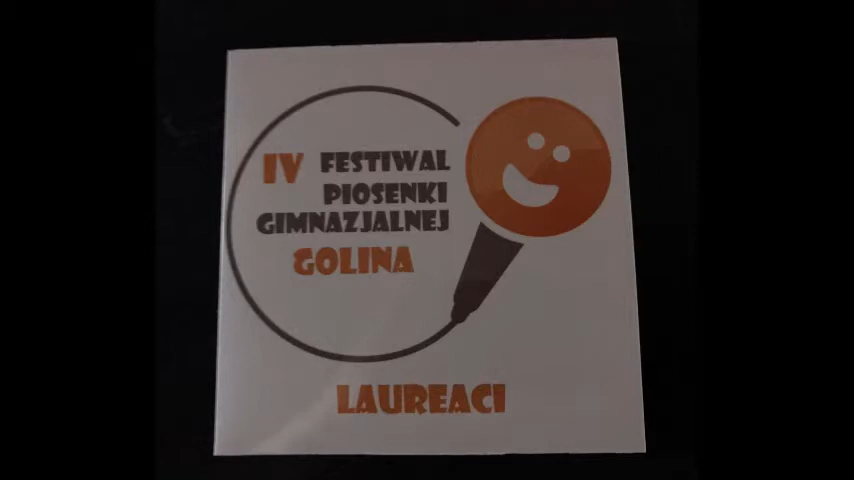 IV FESTIWAL
PIOSENKI
GIMNAZJALNEJ
GOLINA
LAUREACI